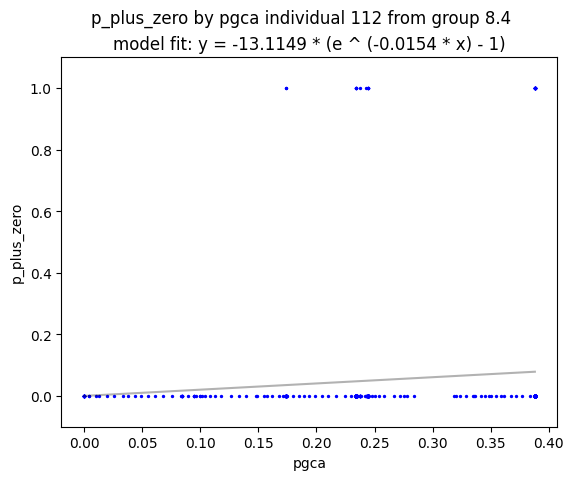 p_plus_zero by pgca individual 112 from group 8.4
model fit: y = -13.1149 * (e ^ (-0.0154 * x) - 1)
1.0
0.8
0.6
0.4
0.2
0.0
p_plus_zero
0.00 0.05 0.10 0.15 0.20 0.25 0.30 0.35 0.40
pgca